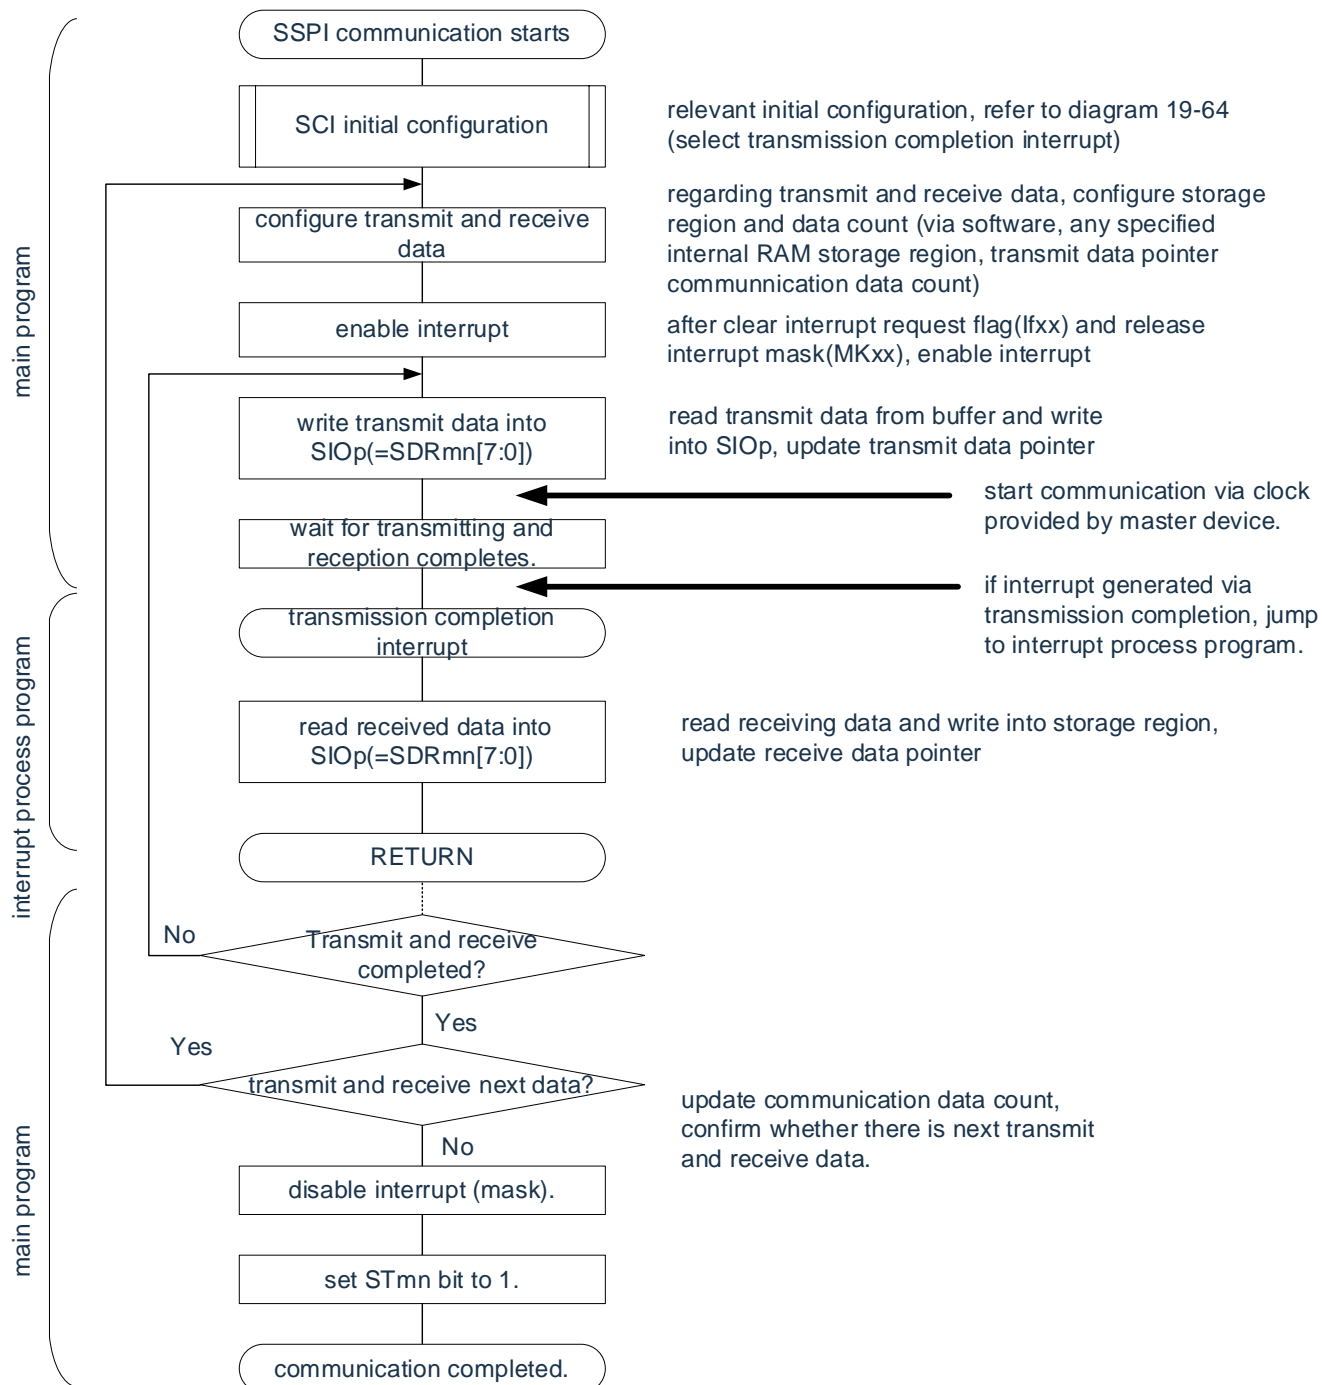 SSPI communication starts
SCI initial configuration
relevant initial configuration, refer to diagram 19-64
(select transmission completion interrupt)
configure transmit and receive
data
regarding transmit and receive data, configure storage
region and data count (via software, any specified
internal RAM storage region, transmit data pointer
communnication data count)
main program
enable interrupt
after clear interrupt request flag(Ifxx) and release
interrupt mask(MKxx), enable interrupt
write transmit data into
SIOp(=SDRmn[7:0])
read transmit data from buffer and write
into SIOp, update transmit data pointer
start communication via clock
provided by master device.
wait for transmitting and
reception completes.
if interrupt generated via
transmission completion, jump
to interrupt process program.
transmission completion
interrupt
interrupt process program
read received data into
SIOp(=SDRmn[7:0])
read receiving data and write into storage region,
update receive data pointer
RETURN
No
Transmit and receive
completed?
Yes
Yes
transmit and receive next data?
update communication data count,
confirm whether there is next transmit
and receive data.
No
main program
disable interrupt (mask).
set STmn bit to 1.
communication completed.